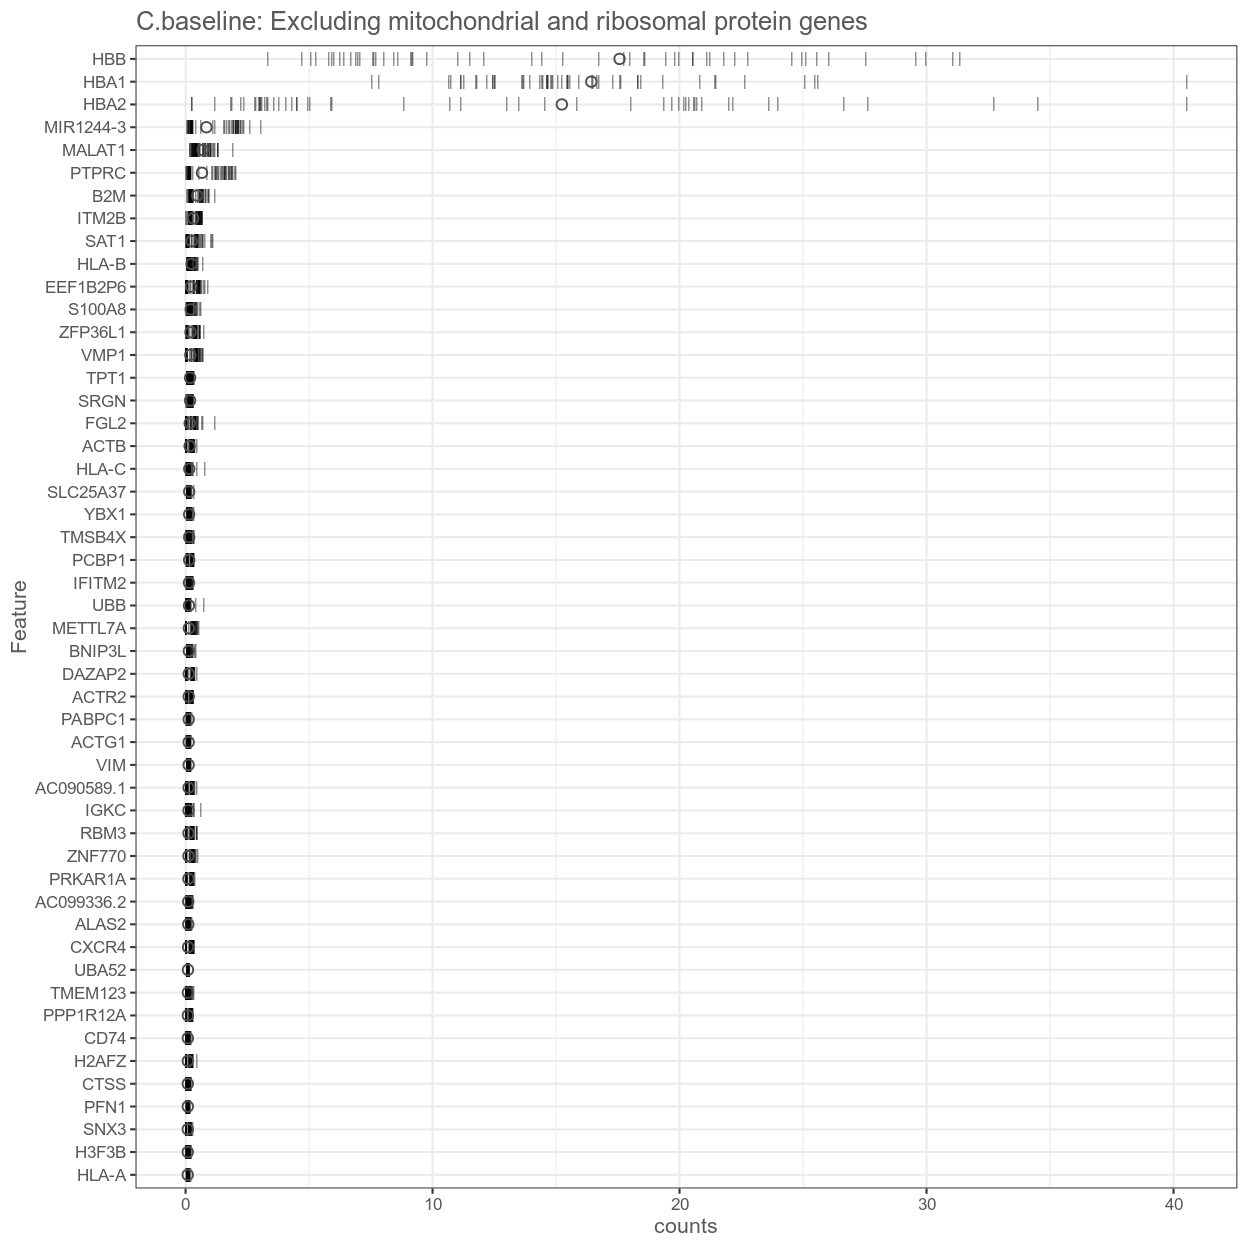 C.baseline: Excluding mitochondrial and ribosomal protein genes
HBB
HBA1
HBA2
MIR1244-3
MALAT1
PTPRC
B2M
ITM2B
SAT1
HLA-B
EEF1B2P6
S100A8
ZFP36L1
VMP1
TPT1
SRGN
FGL2
ACTB
HLA-C
SLC25A37
YBX1
TMSB4X
PCBP1
IFITM2
UBB
METTL7A
BNIP3L
DAZAP2
ACTR2
PABPC1
ACTG1
VIM
AC090589.1
IGKC
RBM3
ZNF770
PRKAR1A
AC099336.2
ALAS2
CXCR4
UBA52
TMEM123
PPP1R12A
CD74
H2AFZ
CTSS
PFN1
SNX3
H3F3B
HLA-A
Feature
0 10 20 30 40
counts